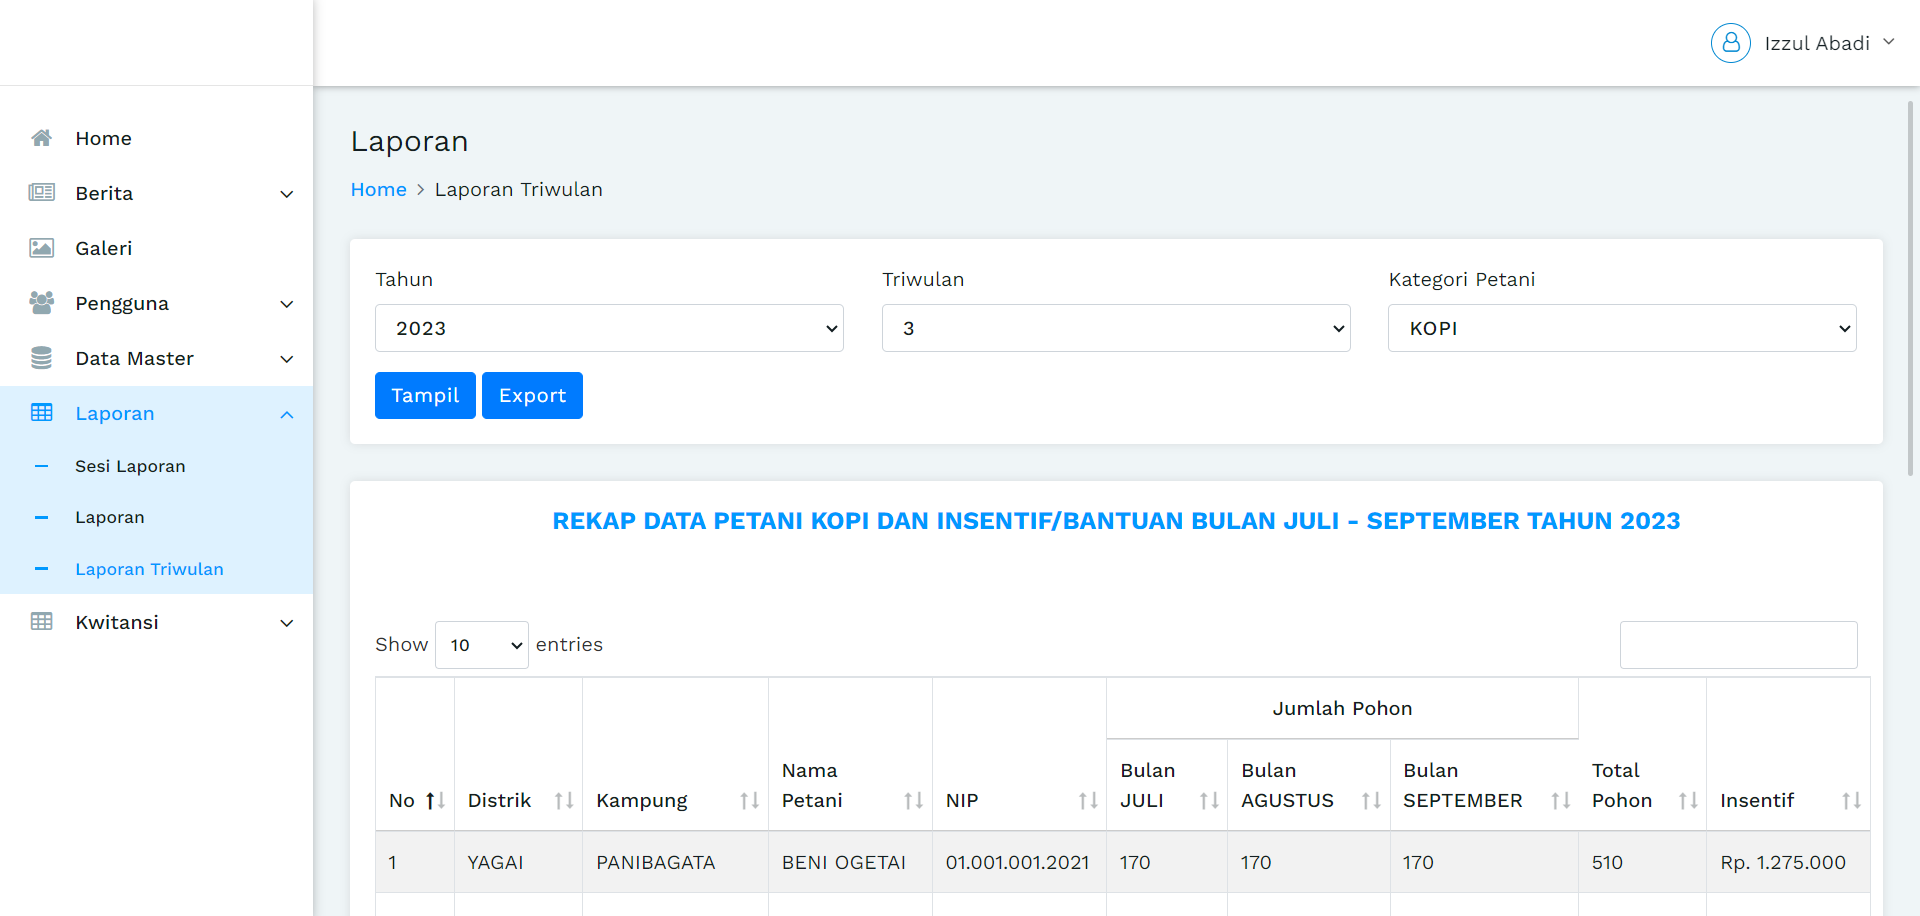 Izzul Abadi
Home
Berita
Galeri
Pengguna
Data Master
Laporan
Sesi Laporan
Laporan
Laporan Triwulan
Kwitansi
Laporan
Home > Laporan Triwulan
Tahun Triwulan Kategori Petani
2023 3 KOPI
Tampil Export
REKAP DATA PETANI KOPI DAN INSENTIF/BANTUAN BULAN JULI - SEPTEMBER TAHUN 2023
Show 10 entries
Jumlah Pohon
No Distrik Kampung Nama Petani NIP Bulan JULI Bulan AGUSTUS Bulan SEPTEMBER Total Pohon Insentif
1 YAGAI PANIBAGATA BENI OGETAI 01.001.001.2021 170 170 170 510 Rp. 1.275.000